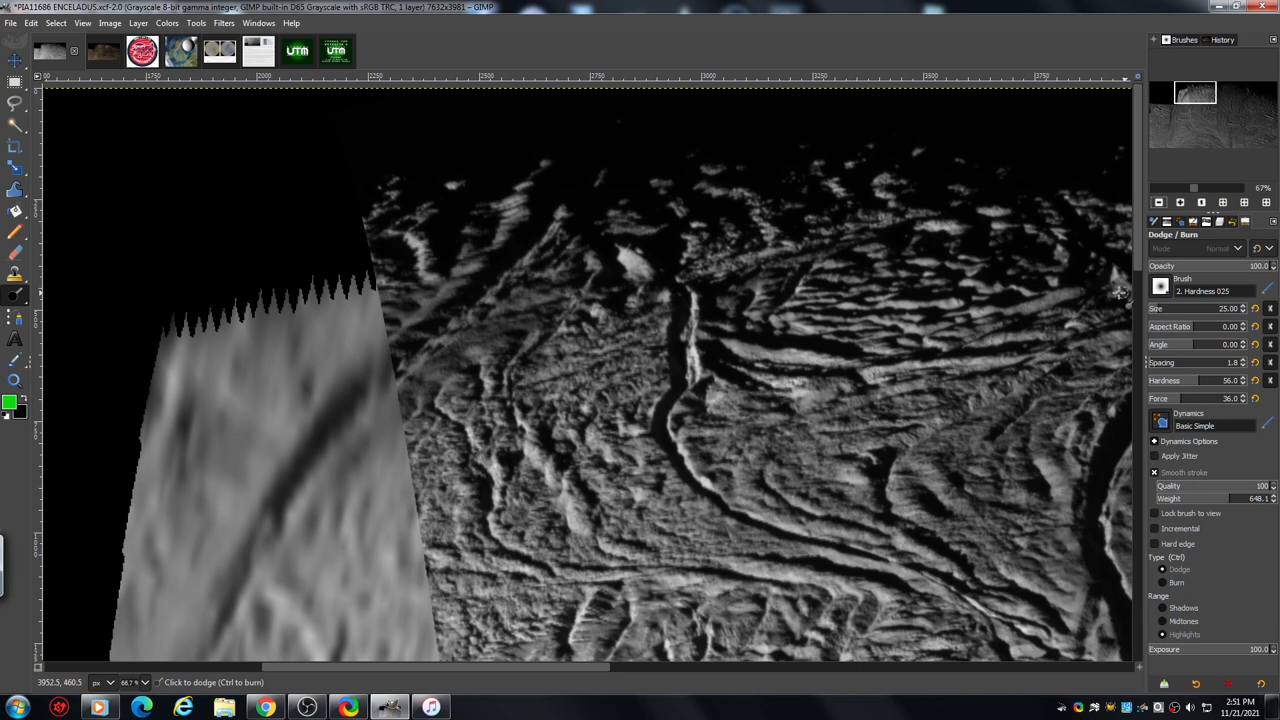 *PIA11686 ENCELADUS.xcf-2.0 (Grayscale 8-bit gamma integer, GIMP built-in D65 Grayscale with sRGB TRC, 1 layer) 7632x3981 – GIMP
File Edit Select View Image Layer Colors Tools Filters Windows Help
UTM
UTM
1750 2000 2250 2500 2750 3000 3250 3500 3750
Brushes History
67%
Dodge / Burn
Mode Normal
Opacity 100.0
Brush
2. Hardness 025
Size 25.00
Aspect Ratio 0.00
Angle 0.00
Spacing 1.8
Hardness 56.0
Force 36.0
Dynamics
Basic Simple
Dynamics Options
Apply Jitter
Smooth stroke
Quality 100
Weight 648.1
Lock brush to view
Incremental
Hard edge
Type (Ctrl)
Dodge
Burn
Range
Shadows
Midtones
Highlights
Exposure 100.0
3952.5, 460.5 px 66.7 % Click to dodge (Ctrl to burn)
2:51 PM
11/21/2021